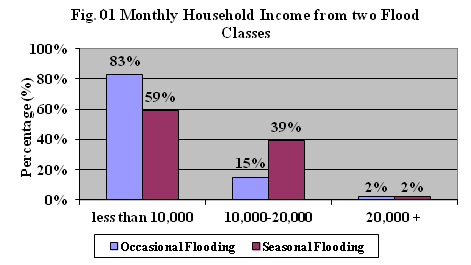 Fig. 01 Monthly Household Income from two Flood
Classes
Percentage (%)
100%
80%
60%
40%
20%
0%
83%
59%
15%
39%
2%
2%
less than 10,000
10,000-20,000
20,000 +
Occasional Flooding
Seasonal Flooding